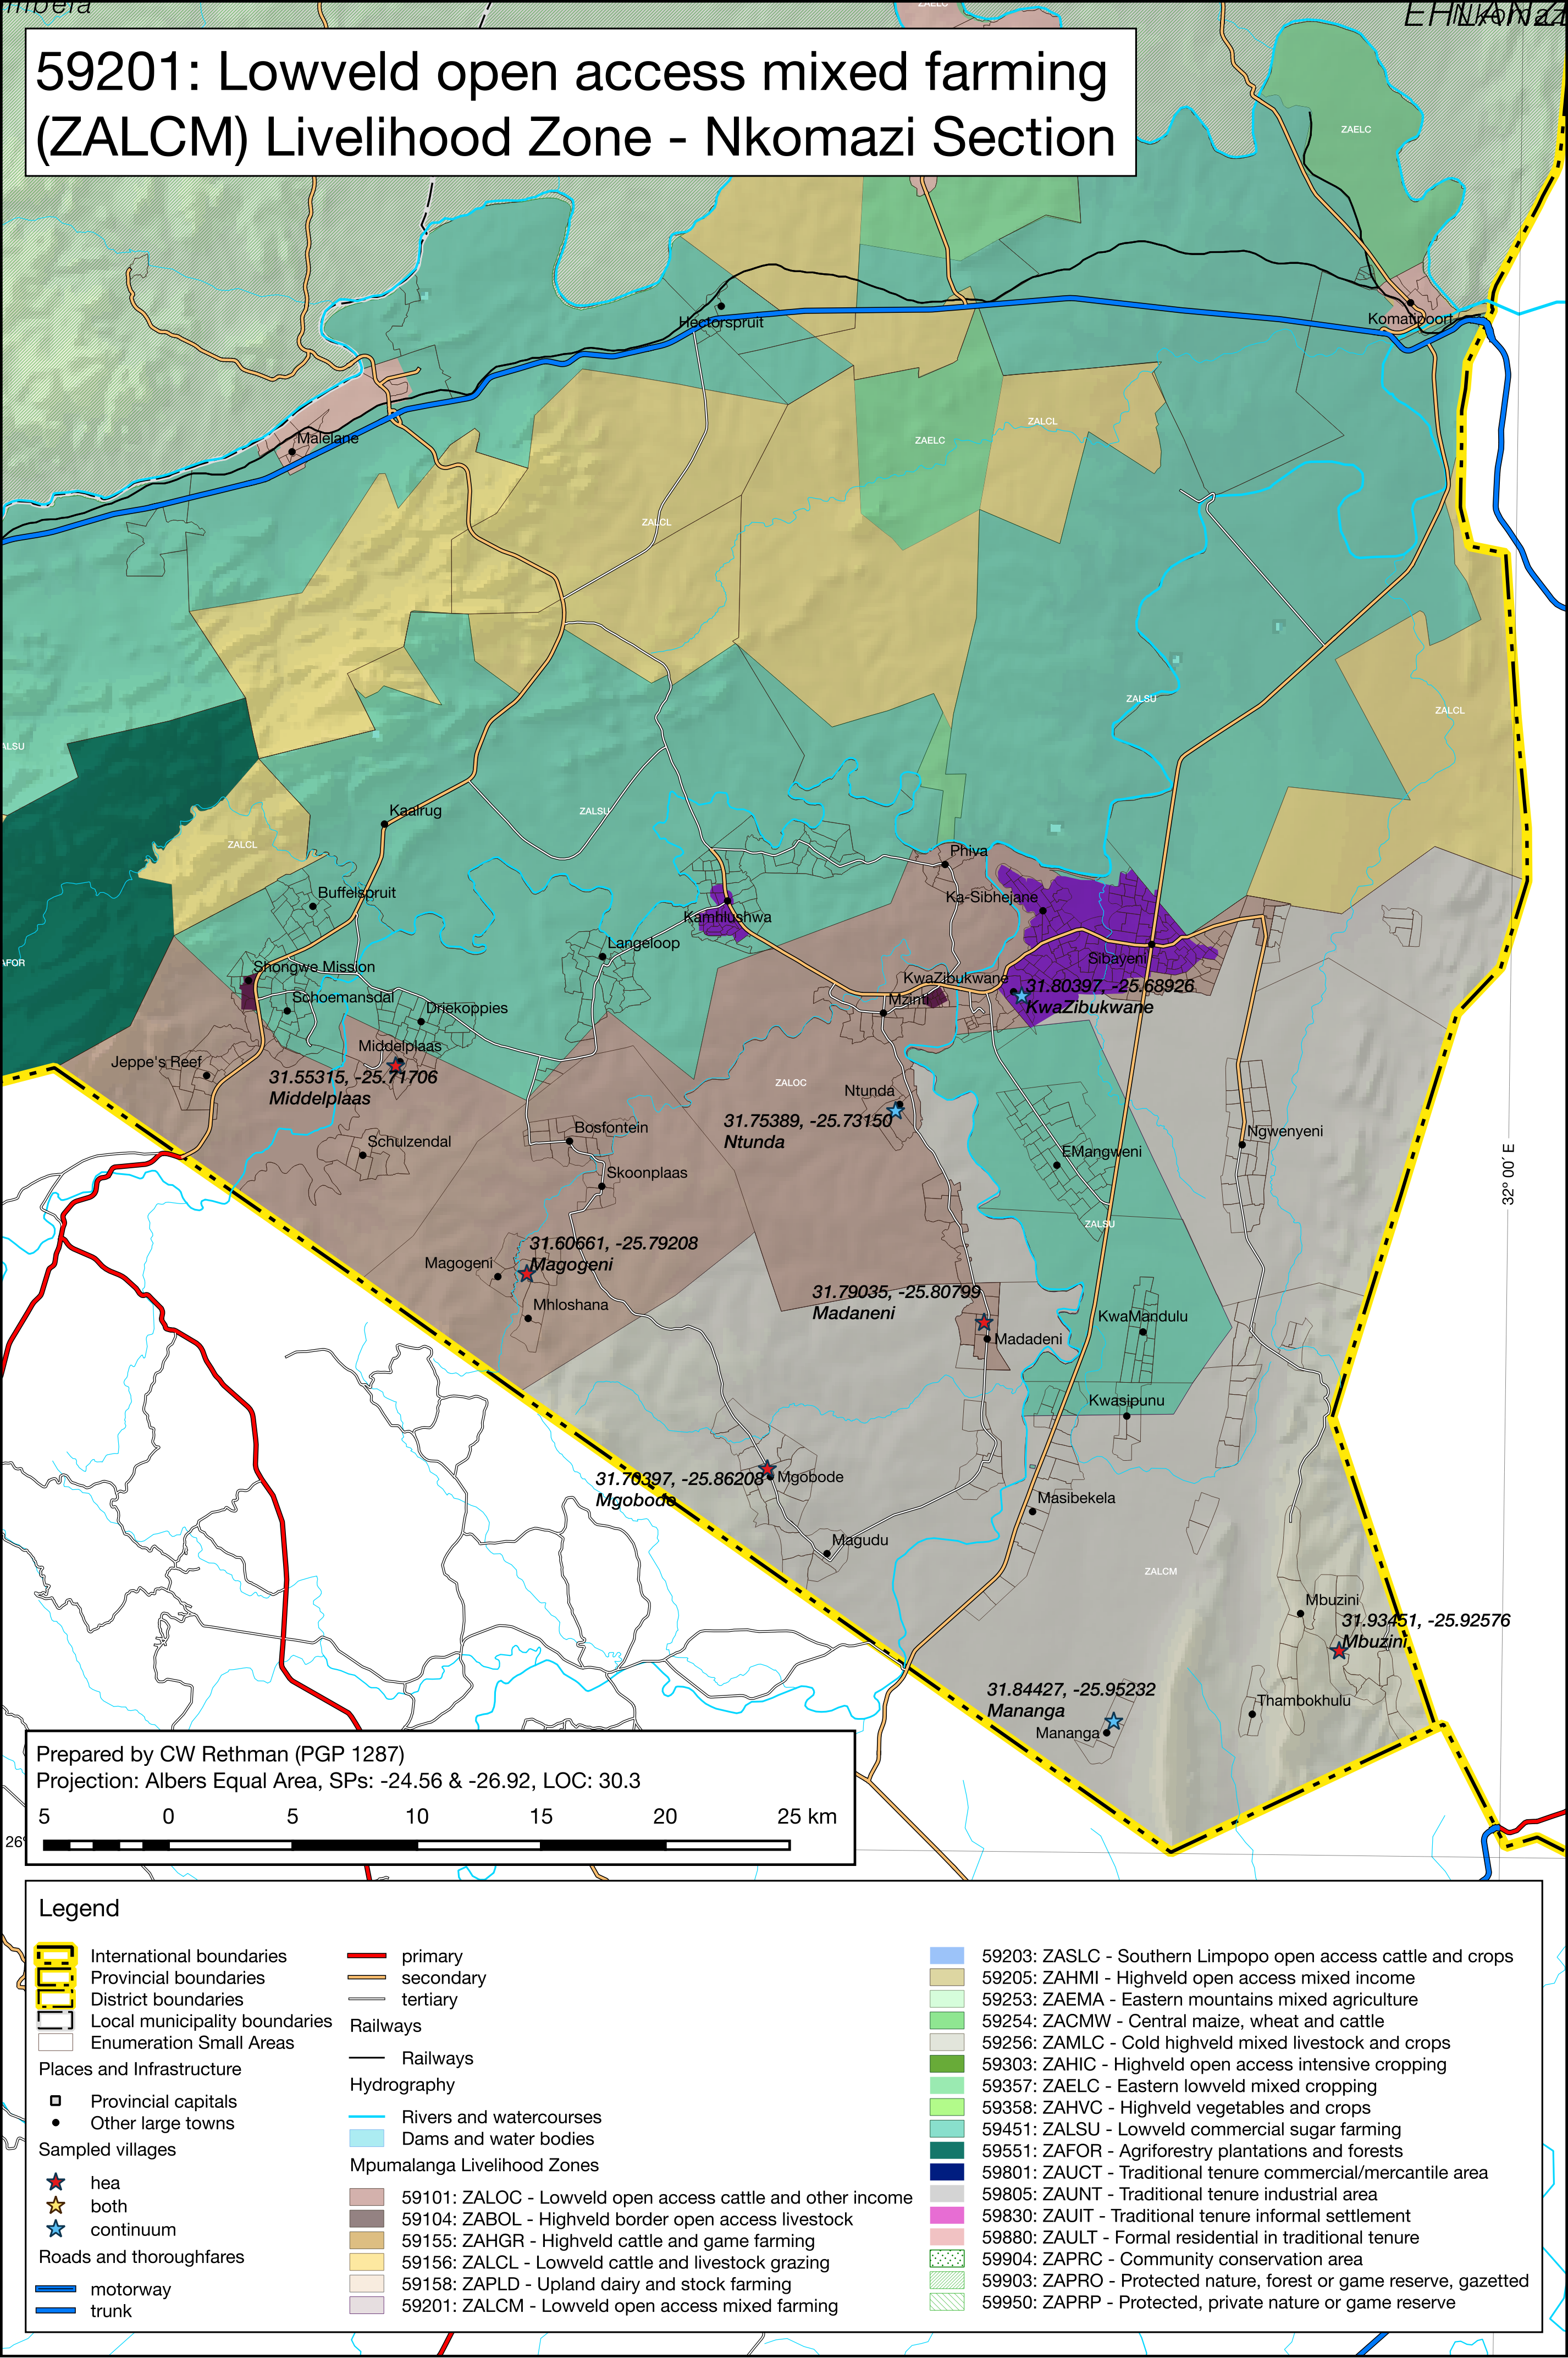 mbela
ZAELC
EHLANZ
Nkomaz
59201: Lowveld open access mixed farming
(ZALCM) Livelihood Zone - Nkomazi Section
ZAELC
Hectorspruit
Komatipoort
Malelane
ZAELC
ZALCL
ZALCL
ZALSU
ZALCL
ALSU
Kaalrug
ZALSU
ZALCL
Phiva
Buffelspruit
Ka-Sibhejane
Kamhlushwa
Langeloop
Sibayeni
AFOR
Shongwe Mission
KwaZibukwane
31.80397, -25.68926
KwaZibukwane
Schoemansdal
Mzinti
Driekoppies
Middelplaas
Jeppe's Reef
31.55315, -25.71706
Middelplaas
ZALOC
Ntunda
31.75389, -25.73150
Ntunda
Bosfontein
Schulzendal
Ngwenyeni
EMangweni
Skoonplaas
32° 00´ E
ZALSU
31.60661, -25.79208
Magogeni
Magogeni
31.79035, -25.80799
Madaneni
Mhloshana
KwaMandulu
Madadeni
Kwasipunu
31.70397, -25.86208
Mgobode
Mgobode
Masibekela
Magudu
ZALCM
Mbuzini
31.93451, -25.92576
Mbuzini
31.84427, -25.95232
Mananga
Thambokhulu
Mananga
Prepared by CW Rethman (PGP 1287)
Projection: Albers Equal Area, SPs: -24.56 & -26.92, LOC: 30.3
5 0 5 10 15 20 25 km
26°
Legend
International boundaries
Provincial boundaries
District boundaries
Local municipality boundaries
Enumeration Small Areas
Places and Infrastructure
Provincial capitals
Other large towns
Sampled villages
hea
both
continuum
Roads and thoroughfares
motorway
trunk
primary
secondary
tertiary
Railways
Railways
Hydrography
Rivers and watercourses
Dams and water bodies
Mpumalanga Livelihood Zones
59101: ZALOC - Lowveld open access cattle and other income
59104: ZABOL - Highveld border open access livestock
59155: ZAHGR - Highveld cattle and game farming
59156: ZALCL - Lowveld cattle and livestock grazing
59158: ZAPLD - Upland dairy and stock farming
59201: ZALCM - Lowveld open access mixed farming
59203: ZASLC - Southern Limpopo open access cattle and crops
59205: ZAHMI - Highveld open access mixed income
59253: ZAEMA - Eastern mountains mixed agriculture
59254: ZACMW - Central maize, wheat and cattle
59256: ZAMLC - Cold highveld mixed livestock and crops
59303: ZAHIC - Highveld open access intensive cropping
59357: ZAELC - Eastern lowveld mixed cropping
59358: ZAHVC - Highveld vegetables and crops
59451: ZALSU - Lowveld commercial sugar farming
59551: ZAFOR - Agriforestry plantations and forests
59801: ZAUCT - Traditional tenure commercial/mercantile area
59805: ZAUNT - Traditional tenure industrial area
59830: ZAUIT - Traditional tenure informal settlement
59880: ZAULT - Formal residential in traditional tenure
59904: ZAPRC - Community conservation area
59903: ZAPRO - Protected nature, forest or game reserve, gazetted
59950: ZAPRP - Protected, private nature or game reserve